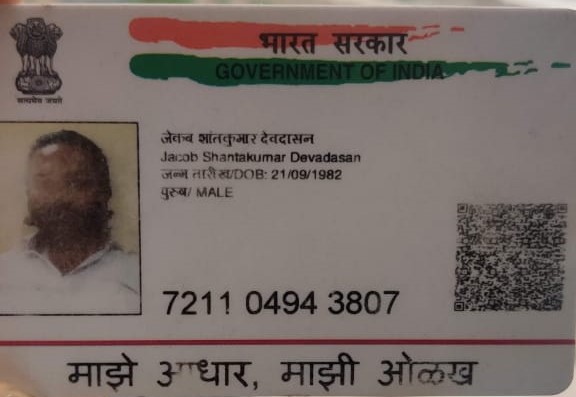 भारत सरकार
GOVERNMENT OF INDIA
सत्यमेव जयते
जेकब शांतकुमार देवदासन
Jacob Shantakumar Devadasan
जन्म तारीख/DOB: 21/09/1982
पुरुष/ MALE
7211 0494 3807
माझे आधार, माझी ओळख